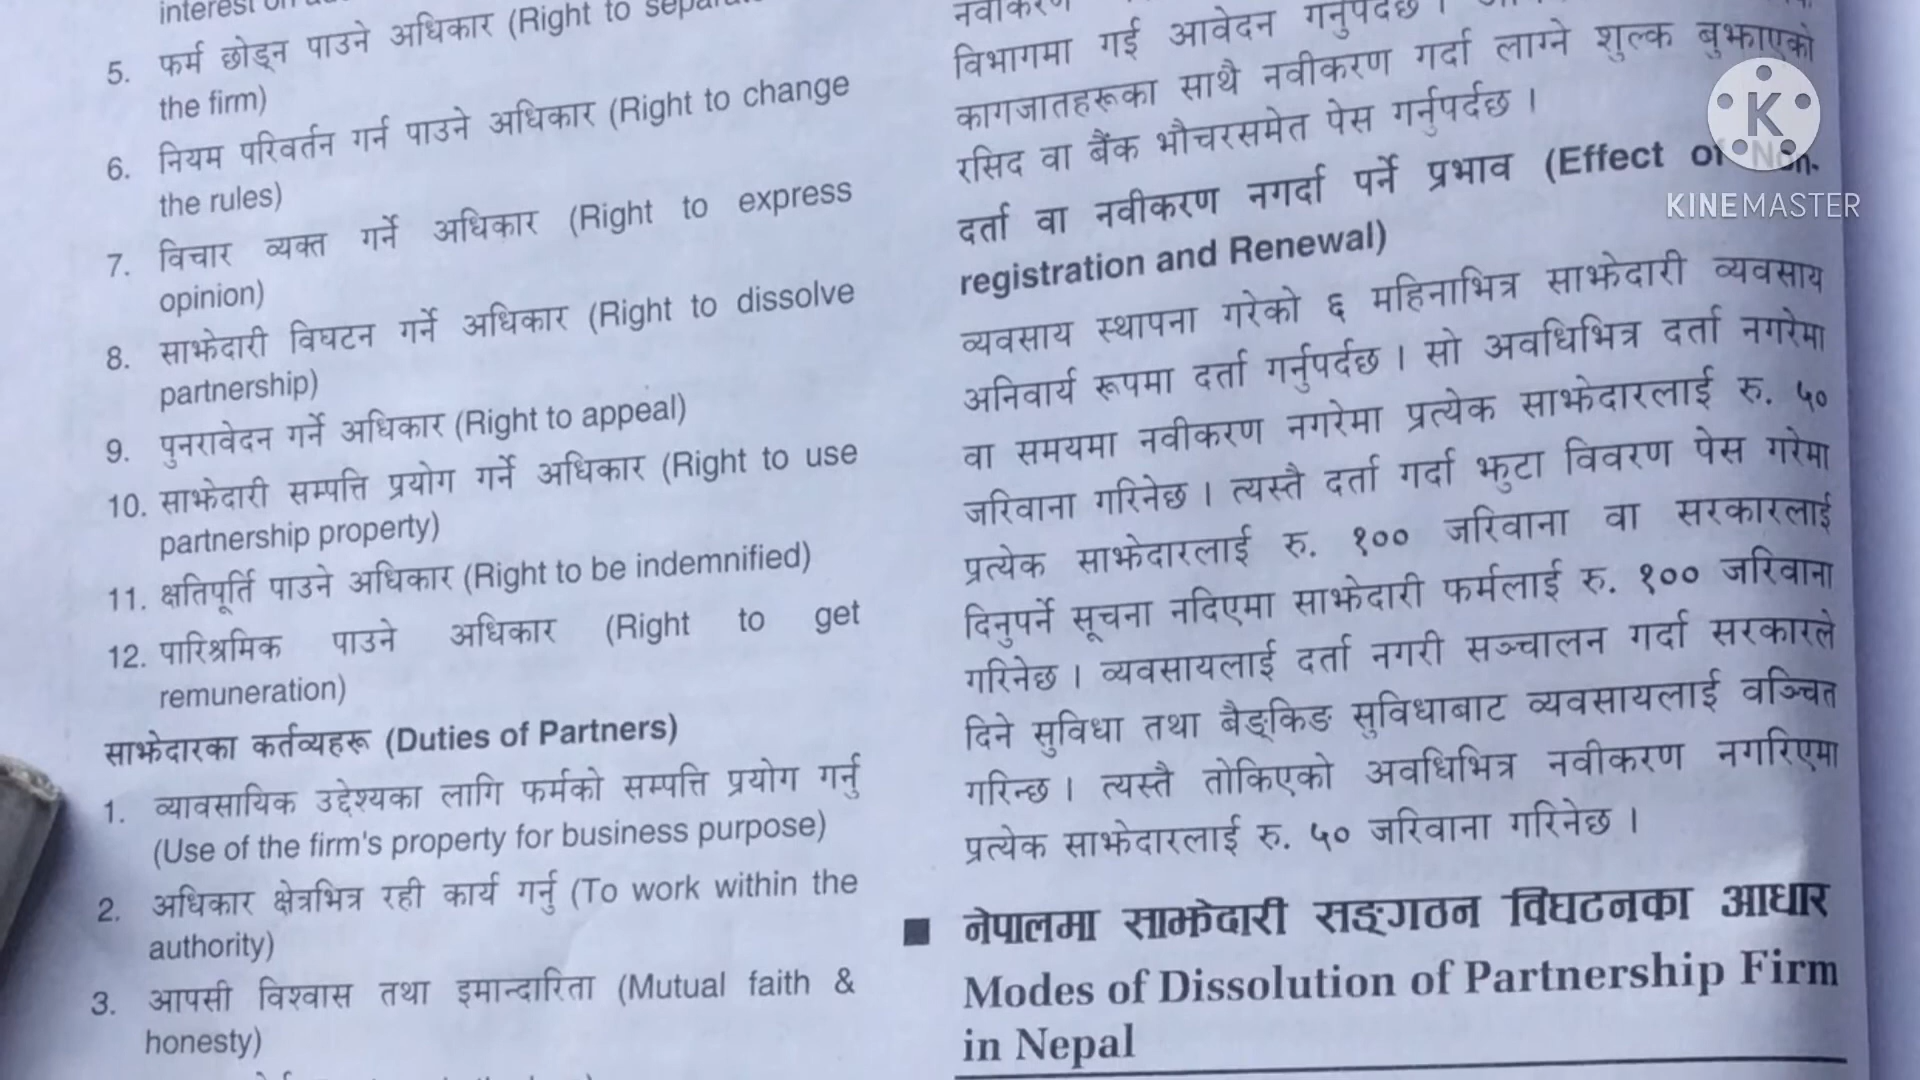 interest on
5. फर्म छोड्न पाउने अधिकार (Right to separate
the firm)
6. नियम परिवर्तन गर्न पाउने अधिकार (Right to change
the rules)
7. विचार व्यक्त गर्ने अधिकार (Right to express
opinion)
8. साझेदारी विघटन गर्ने अधिकार (Right to dissolve
partnership)
9. पुनरावेदन गर्ने अधिकार (Right to appeal)
10. साझेदारी सम्पत्ति प्रयोग गर्ने अधिकार (Right to use
partnership property)
11. क्षतिपूर्ति पाउने अधिकार (Right to be indemnified)
12. पारिश्रमिक पाउने अधिकार (Right to get
remuneration)
साझेदारका कर्तव्यहरू (Duties of Partners)
1. व्यावसायिक उद्देश्यका लागि फर्मको सम्पत्ति प्रयोग गर्नु
(Use of the firm's property for business purpose)
2. अधिकार क्षेत्रभित्र रही कार्य गर्नु (To work within the
authority)
3. आपसी विश्वास तथा इमान्दारिता (Mutual faith &
honesty)
नवीकरण
विभागमा गई आवेदन गर्नुपर्दछ ।
कागजातहरूका साथै नवीकरण गर्दा लाग्ने शुल्क बुझाएको
रसिद वा बैंक भौचरसमेत पेस गर्नुपर्दछ ।
दर्ता वा नवीकरण नगर्दा पर्ने प्रभाव (Effect of Non-
registration and Renewal)
व्यवसाय स्थापना गरेको ६ महिनाभित्र साझेदारी व्यवसाय
अनिवार्य रूपमा दर्ता गर्नुपर्दछ । सो अवधिभित्र दर्ता नगरेमा
वा समयमा नवीकरण नगरेमा प्रत्येक साझेदारलाई रु. ५०
जरिवाना गरिनेछ । त्यस्तै दर्ता गर्दा झुटा विवरण पेस गरेमा
प्रत्येक साझेदारलाई रु. १०० जरिवाना वा सरकारलाई
दिनुपर्ने सूचना नदिएमा साझेदारी फर्मलाई रु. १०० जरिवाना
गरिनेछ । व्यवसायलाई दर्ता नगरी सञ्चालन गर्दा सरकारले
दिने सुविधा तथा बैङ्किङ सुविधाबाट व्यवसायलाई वञ्चित
गरिन्छ । त्यस्तै तोकिएको अवधिभित्र नवीकरण नगरिएमा
प्रत्येक साझेदारलाई रु. ५० जरिवाना गरिनेछ ।
■ नेपालमा साझेदारी सङ्गठन विघटनका आधार
Modes of Dissolution of Partnership Firm
in Nepal
K
KINEMASTER